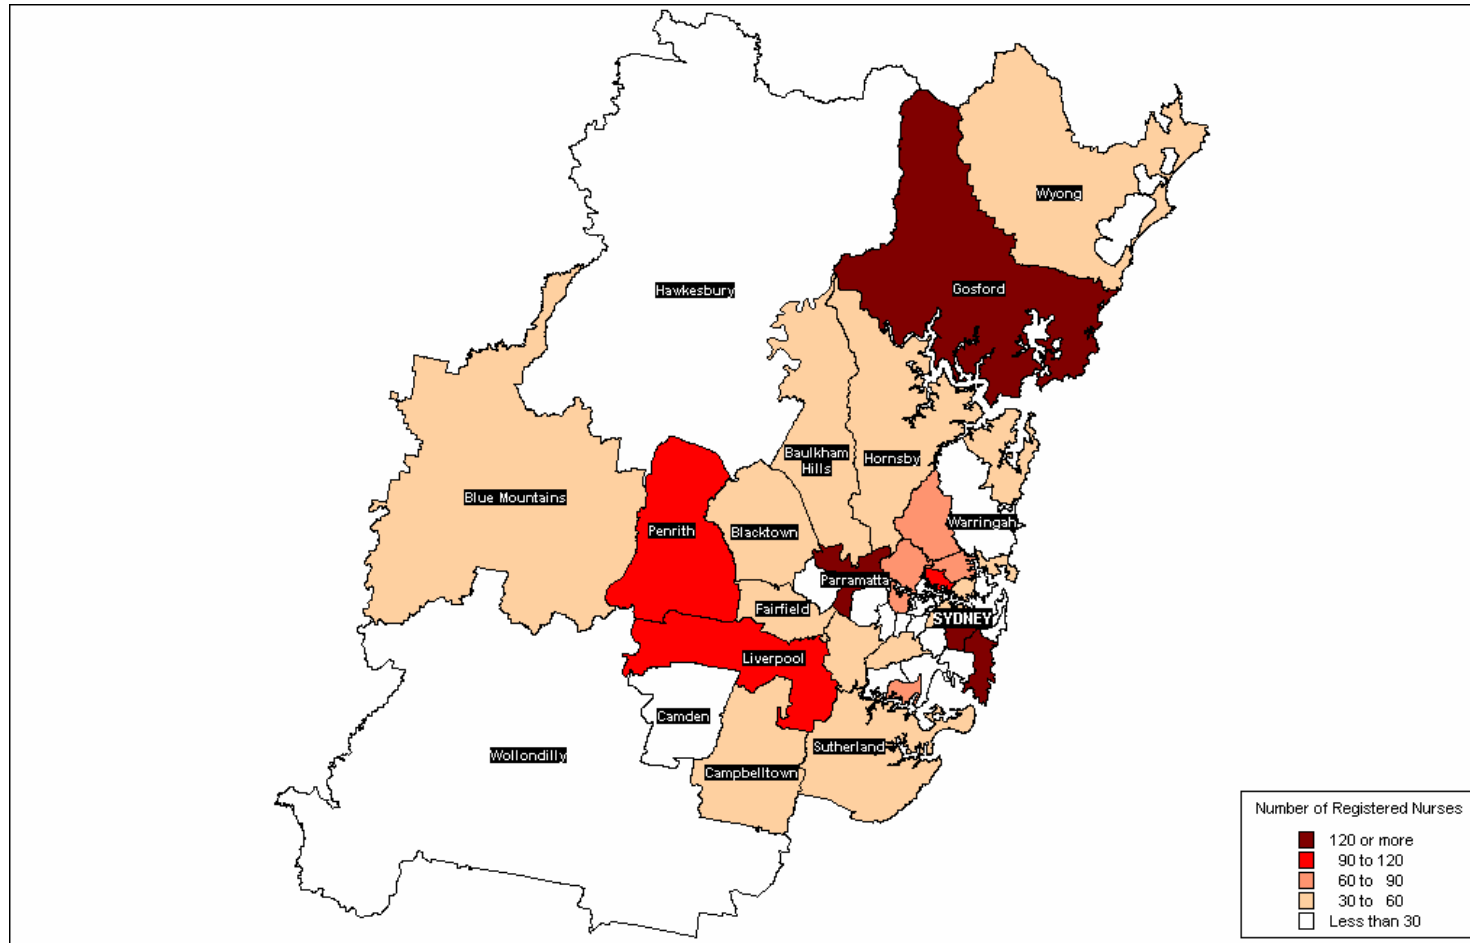 Wyong
Hawkesbury
Gosford
Baulkham
Hills
Hornsby
Blue Mountains
Penrith
Blacktown
Warringah
Parramatta
Fairfield
SYDNEY
Liverpool
Camden
Wollondilly
Sutherland
Campbelltown
Number of Registered Nurses
120 or more
90 to 120
60 to 90
30 to 60
Less than 30